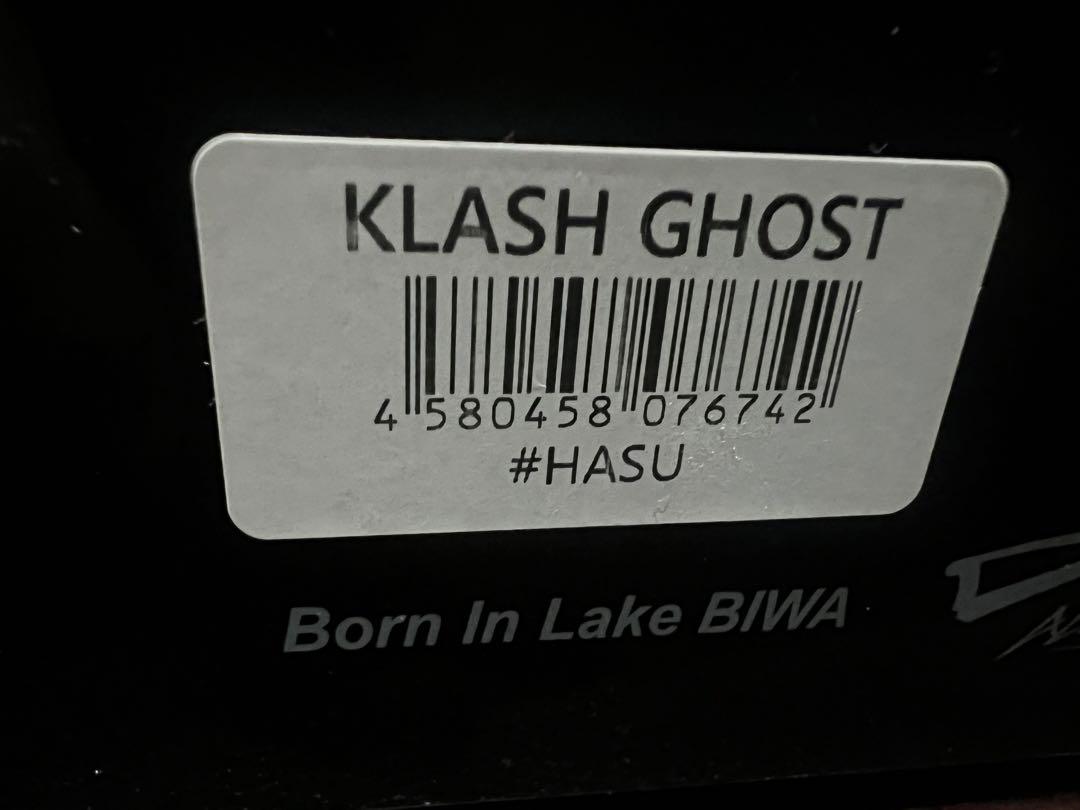 KLASH GHOST
4 580458 076742
#HASU
Born In Lake BIWA